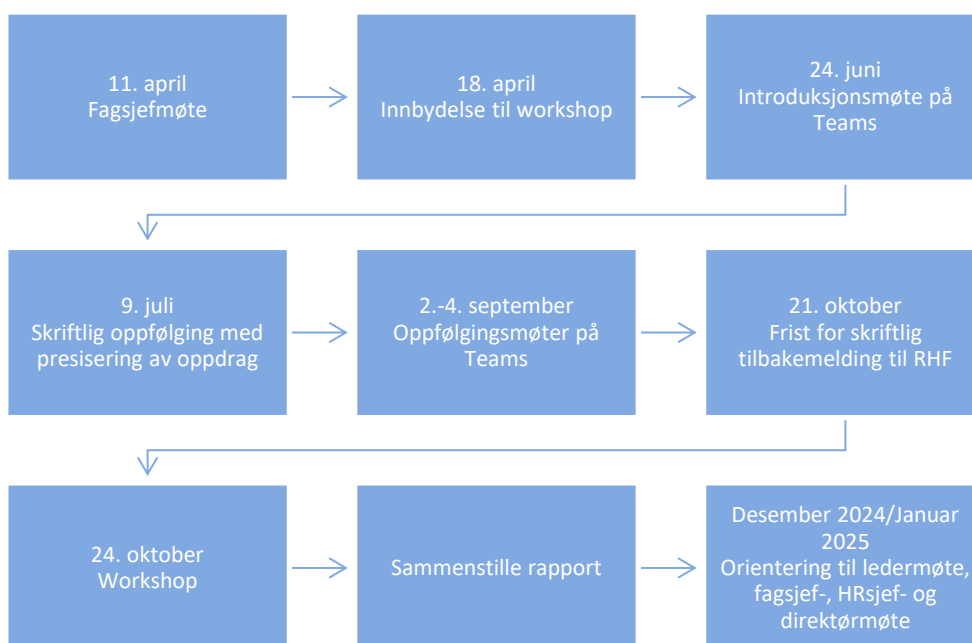 11. april
Fagsjefmøte
18. april
Innbydelse til workshop
24. juni
Introduksjonsmøte på
Teams
9. juli
Skriftlig oppfølging med
presisering av oppdrag
2.-4. september
Oppfølgingsmøter på
Teams
21. oktober
Frist for skriftlig
tilbakemelding til RHF
24. oktober
Workshop
Sammenstille rapport
Desember 2024/Januar
2025
Orientering til ledermøte,
fagsjef-, HRsjef- og
direktørmøte